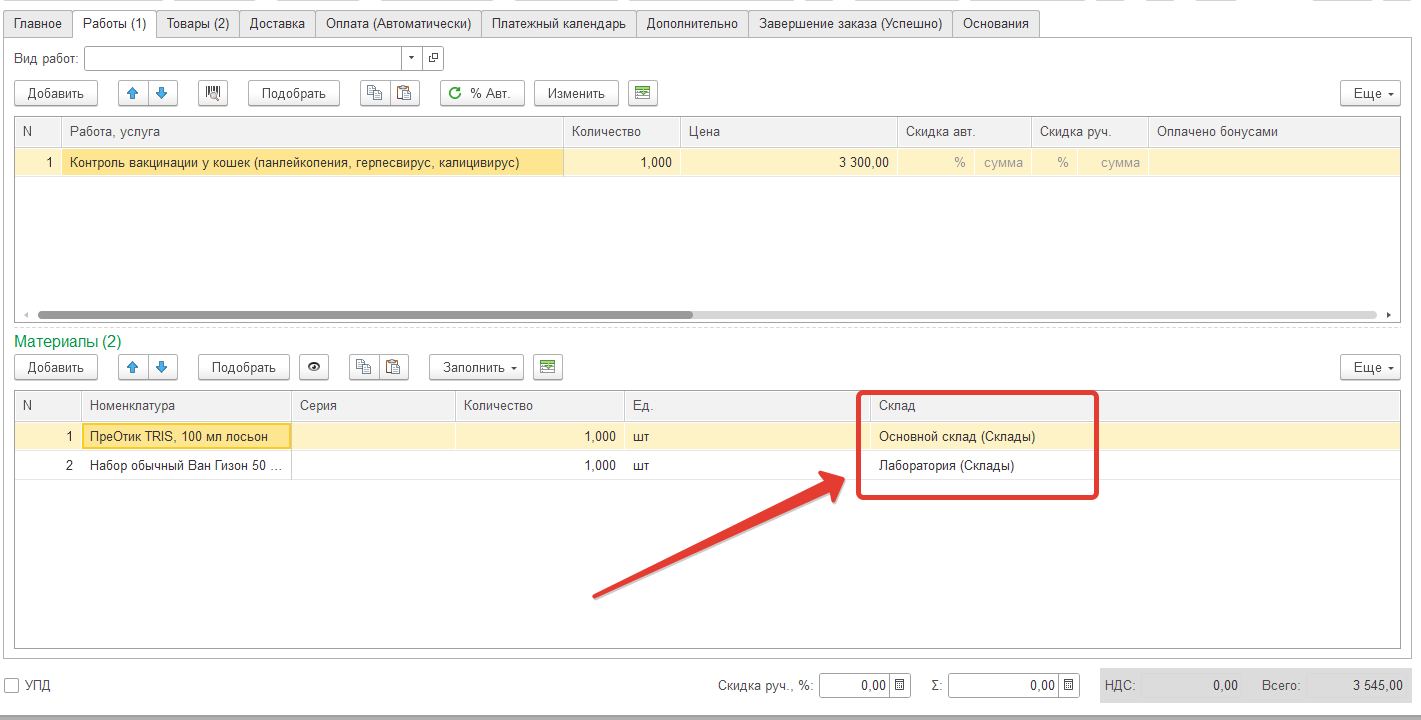 Главное Работы (1) Товары (2) Доставка Оплата (Автоматически) Платежный календарь Дополнительно Завершение заказа (Успешно) Основания
Вид работ:
Добавить Подобрать % Авт. Изменить Еще
N Работа, услуга Количество Цена Скидка авт. Скидка руч. Оплачено бонусами
1 Контроль вакцинации у кошек (панлейкопения, герпесвирус, калицивирус) 1,000 3 300,00 % сумма % сумма
Материалы (2)
Добавить Подобрать Заполнить Еще
N Номенклатура Серия Количество Ед. Склад
1 ПреОтик TRIS, 100 мл лосьон 1,000 шт Основной склад (Склады)
2 Набор обычный Ван Гизон 50 ... 1,000 шт Лаборатория (Склады)
УПД Скидка руч., %: 0,00 Σ: 0,00 НДС: 0,00 Всего: 3 545,00